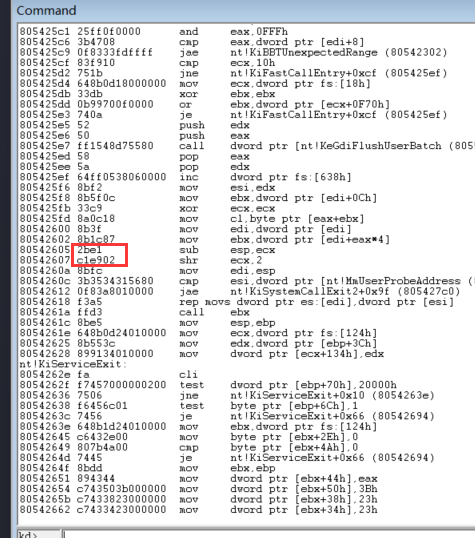 Command
805425c1 25ff0f0000 and eax,0FFFh
805425c6 3b4708 cmp eax,dword ptr [edi+8]
805425c9 0f8333fdffff jae nt!KiBBTUnexpectedRange (80542302)
805425cf 83f910 cmp ecx,10h
805425d2 751b jne nt!KiFastCallEntry+0xcf (805425ef)
805425d4 648b0d18000000 mov ecx,dword ptr fs:[18h]
805425db 33db xor ebx,ebx
805425dd 0b99700f0000 or ebx,dword ptr [ecx+0F70h]
805425e3 740a je nt!KiFastCallEntry+0xcf (805425ef)
805425e5 52 push edx
805425e6 50 push eax
805425e7 ff1548d75580 call dword ptr [nt!KeGdiFlushUserBatch (805
805425ed 58 pop eax
805425ee 5a pop edx
805425ef 64ff0538060000 inc dword ptr fs:[638h]
805425f6 8bf2 mov esi,edx
805425f8 8b5f0c mov ebx,dword ptr [edi+0Ch]
805425fb 33c9 xor ecx,ecx
805425fd 8a0c18 mov cl,byte ptr [eax+ebx]
80542600 8b3f mov edi,dword ptr [edi]
80542602 8b1c87 mov ebx,dword ptr [edi+eax*4]
80542605 2be1 sub esp,ecx
80542607 c1e902 shr ecx,2
8054260a 8bfc mov edi,esp
8054260c 3b3534315680 cmp esi,dword ptr [nt!MmUserProbeAddress (
80542612 0f83a8010000 jae nt!KiSystemCallExit2+0x9f (805427c0)
80542618 f3a5 rep movs dword ptr es:[edi],dword ptr [esi]
8054261a ffd3 call ebx
8054261c 8be5 mov esp,ebp
8054261e 648b0d24010000 mov ecx,dword ptr fs:[124h]
80542625 8b553c mov edx,dword ptr [ebp+3Ch]
80542628 899134010000 mov dword ptr [ecx+134h],edx
nt!KiServiceExit:
8054262e fa cli
8054262f f7457000000200 test dword ptr [ebp+70h],20000h
80542636 7506 jne nt!KiServiceExit+0x10 (8054263e)
80542638 f6456c01 test byte ptr [ebp+6Ch],1
8054263c 7456 je nt!KiServiceExit+0x66 (80542694)
8054263e 648b1d24010000 mov ebx,dword ptr fs:[124h]
80542645 c6432e00 mov byte ptr [ebx+2Eh],0
80542649 807b4a00 cmp byte ptr [ebx+4Ah],0
8054264d 7445 je nt!KiServiceExit+0x66 (80542694)
8054264f 8bdd mov ebx,ebp
80542651 894344 mov dword ptr [ebx+44h],eax
80542654 c743503b000000 mov dword ptr [ebx+50h],3Bh
8054265b c7433823000000 mov dword ptr [ebx+38h],23h
80542662 c7433423000000 mov dword ptr [ebx+34h],23h
kd>